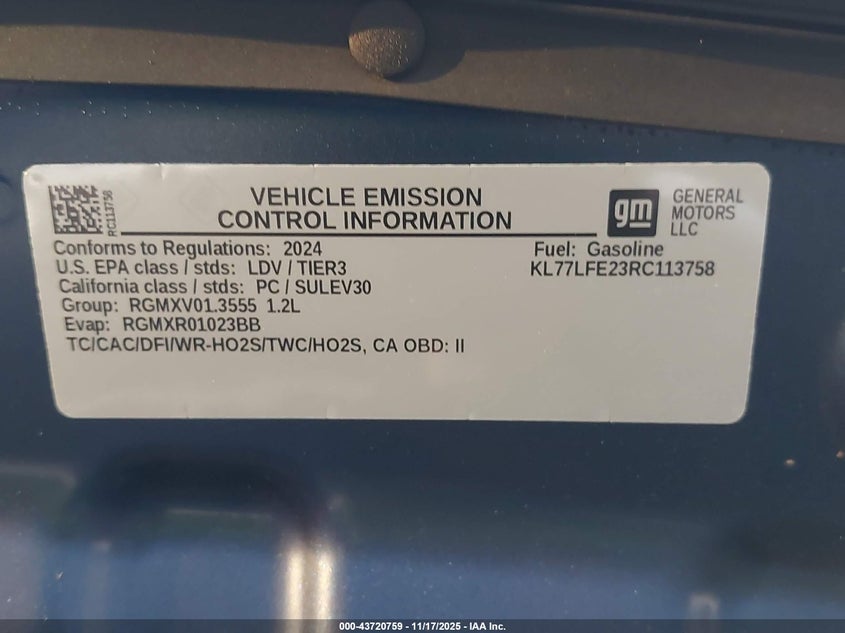 RC113758
VEHICLE EMISSION
CONTROL INFORMATION
gm
GENERAL
MOTORS
LLC
Conforms to Regulations: 2024
U.S. EPA class / stds: LDV / TIER3
California class / stds: PC / SULEV30
Group: RGMXV01.3555 1.2L
Evap: RGMXR01023BB
TC/CAC/DFI/WR-HO2S/TWC/HO2S, CA OBD: II
Fuel: Gasoline
KL77LFE23RC113758
000-43720759 - 11/17/2025 - IAA Inc.